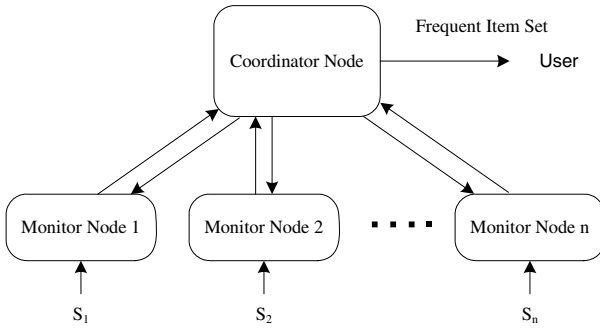 Frequent Item Set
Coordinator Node
User
Monitor Node 1
Monitor Node 2
Monitor Node n
S1
S2
Sn